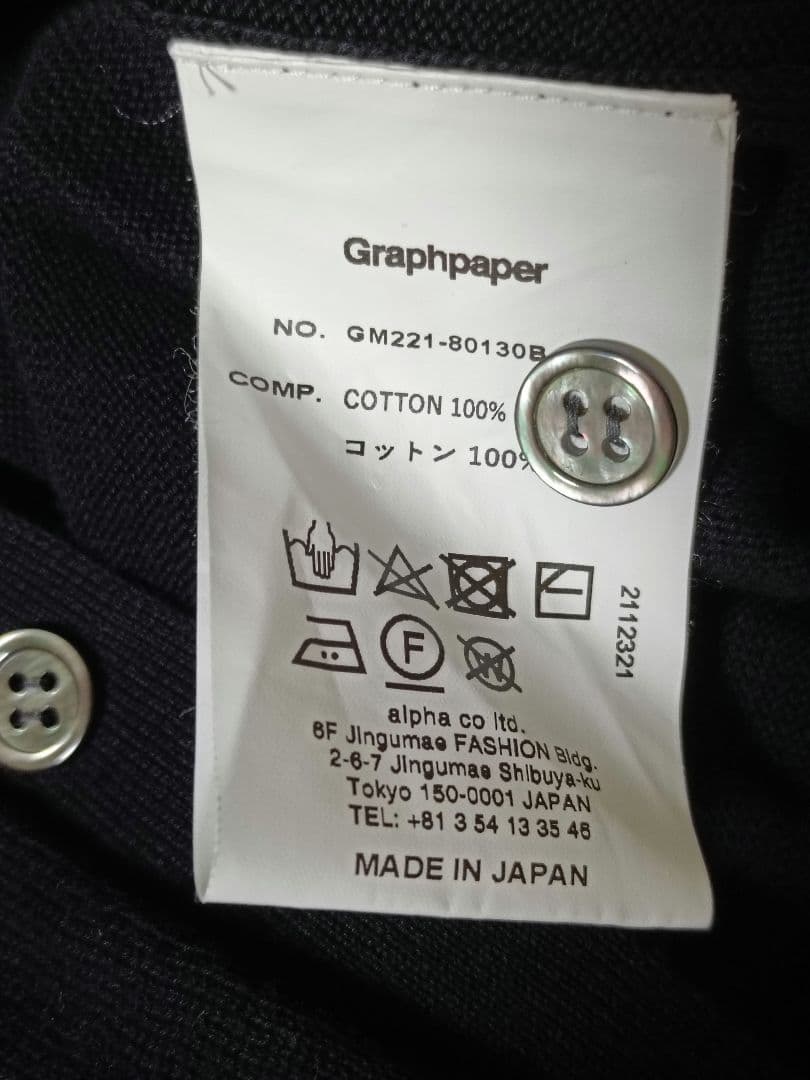 Graphpaper
NO. GM221-80130B
COMP. COTTON 100%
コットン 100%
2112321
F
W
alpha co ltd.
6F Jingumae FASHION Bldg.
2-6-7 Jingumae Shibuya-ku
Tokyo 150-0001 JAPAN
TEL: +81 3 54 13 35 46
MADE IN JAPAN